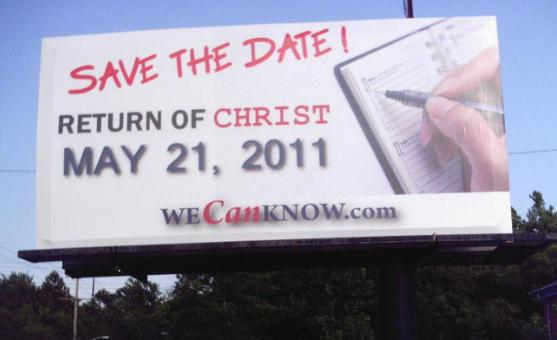 SAVE THE DATE!
RETURN OF CHRIST
MAY 21, 2011
WECanKNOW.com